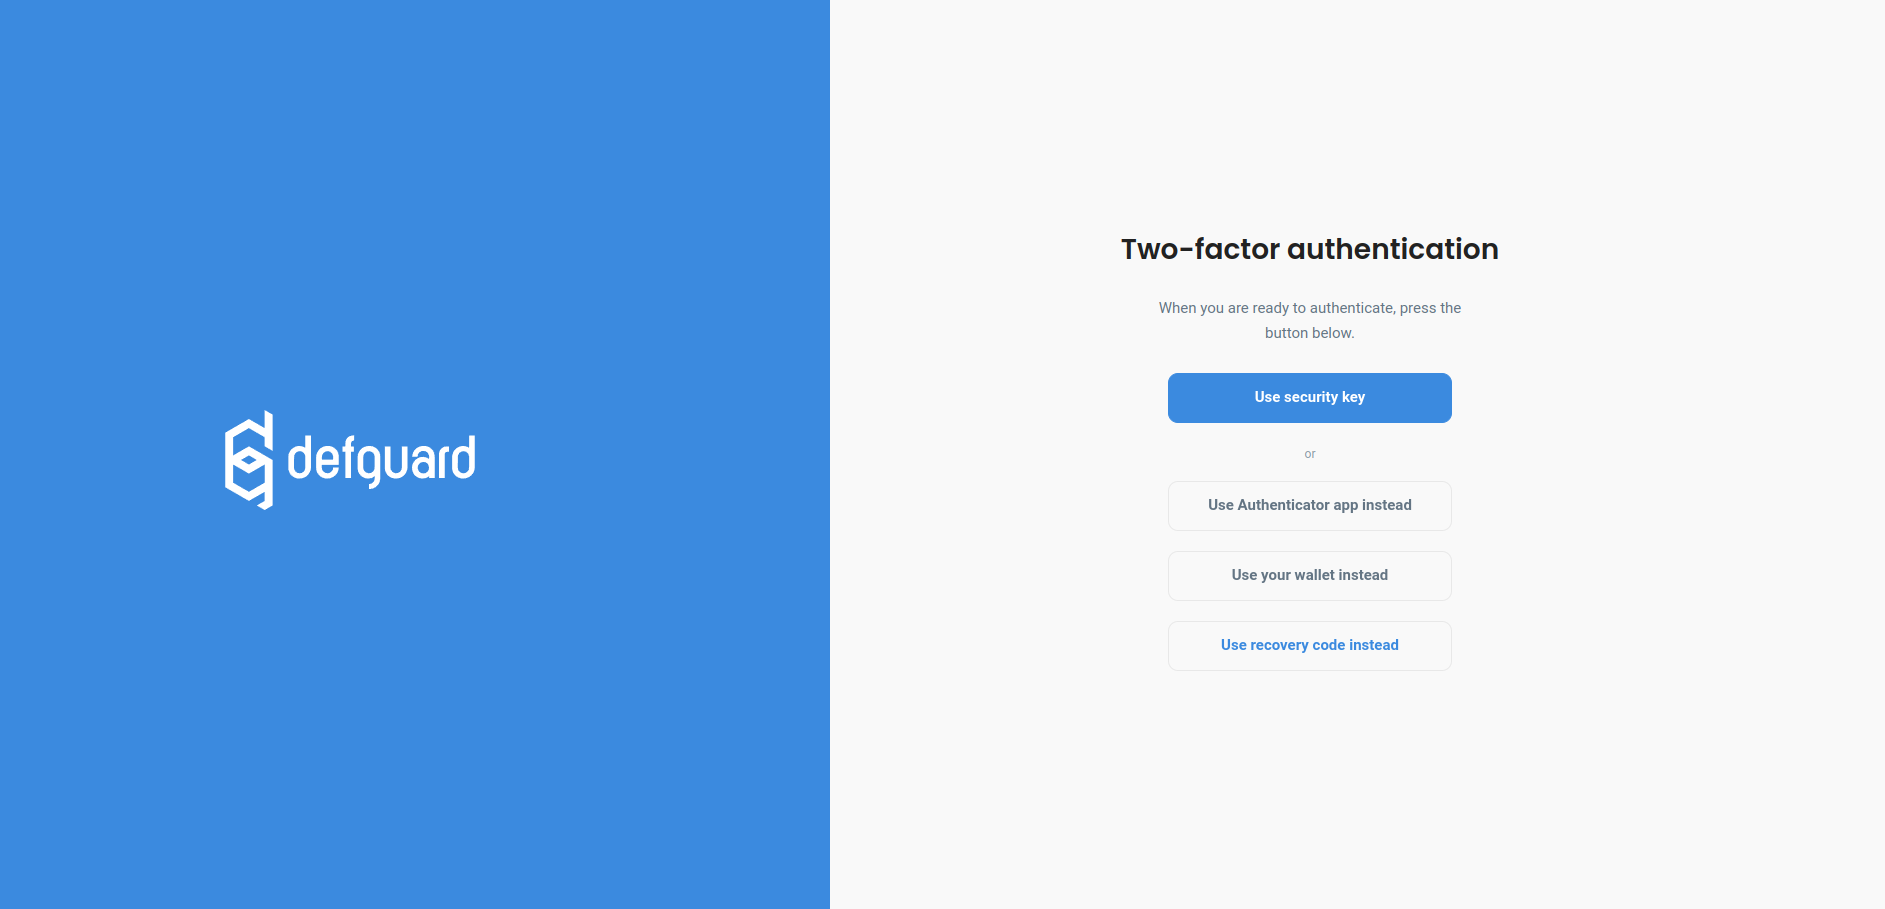 defguard
Two-factor authentication
When you are ready to authenticate, press the
button below.
Use security key
or
Use Authenticator app instead
Use your wallet instead
Use recovery code instead